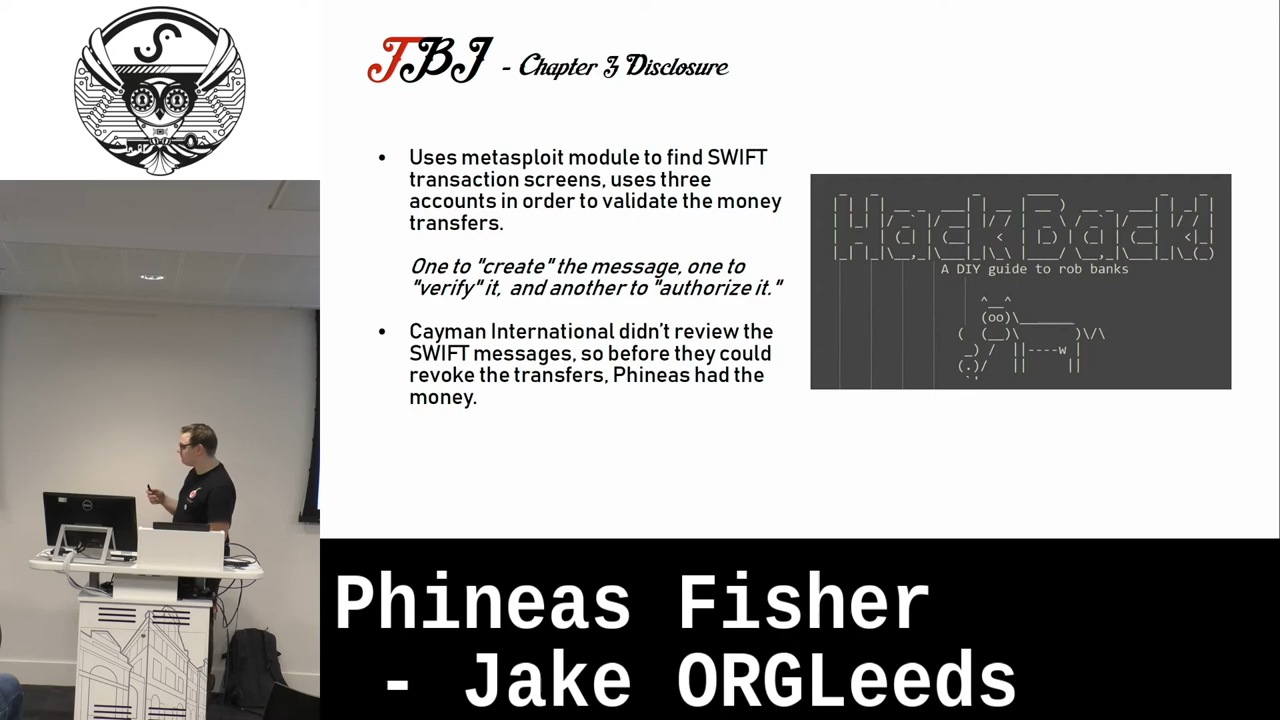 TBJ - Chapter 3 Disclosure
• Uses metasploit module to find SWIFT
transaction screens, uses three
accounts in order to validate the money
transfers.
One to "create" the message, one to
"verify" it, and another to "authorize it."
• Cayman International didn't review the
SWIFT messages, so before they could
revoke the transfers, Phineas had the
money.
Hack Back!
A DIY guide to rob banks
Phineas Fisher
- Jake ORGLeeds